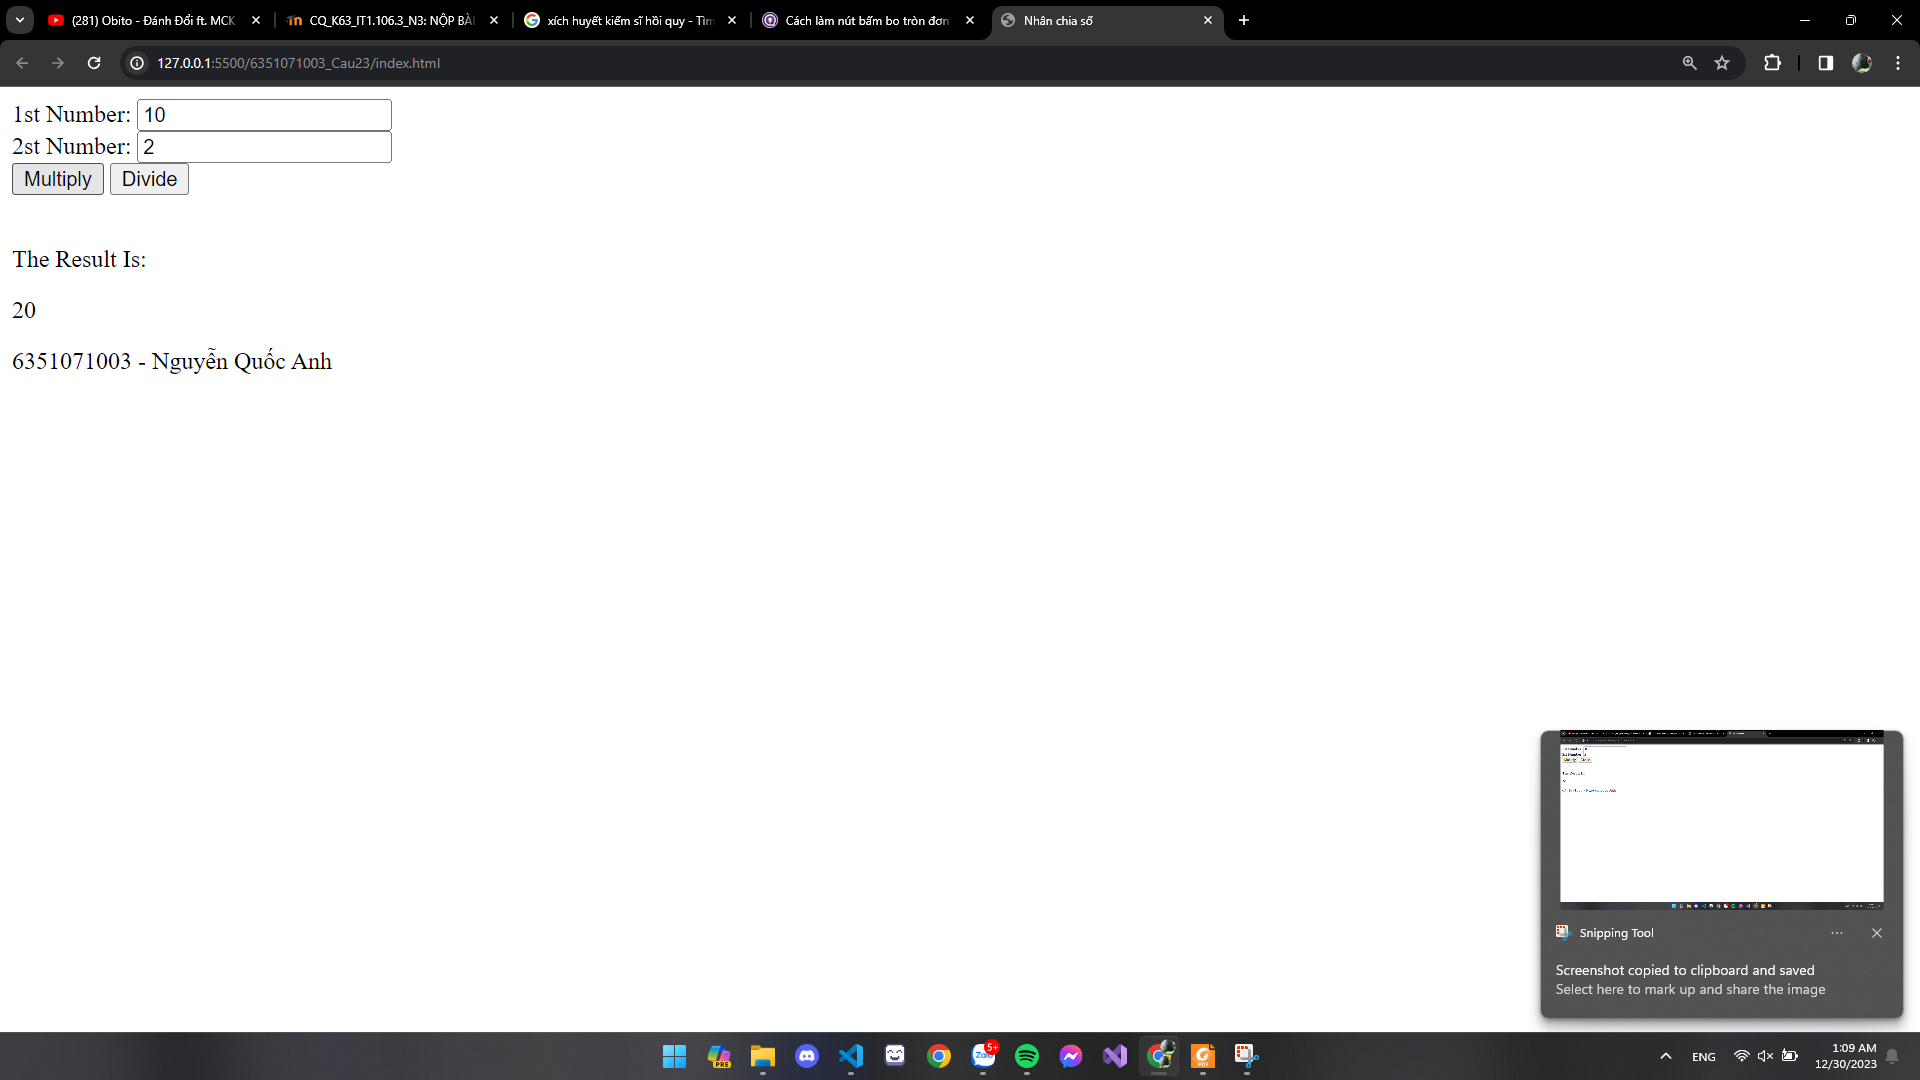 (281) Obito - Đánh Đổi ft. MCK
CQ_K63_IT1.106.3_N3: NỘP BÀI
xích huyết kiếm sĩ hồi quy - Tìm
Cách làm nút bấm bo tròn đơn
Nhân chia số
127.0.0.1:5500/6351071003_Cau23/index.html
1st Number: 10
2st Number: 2
Multiply Divide
The Result Is:
20
6351071003 - Nguyễn Quốc Anh
Snipping Tool
Screenshot copied to clipboard and saved
Select here to mark up and share the image
PRE
Zalo
5+
PDF
ENG
1:09 AM
12/30/2023